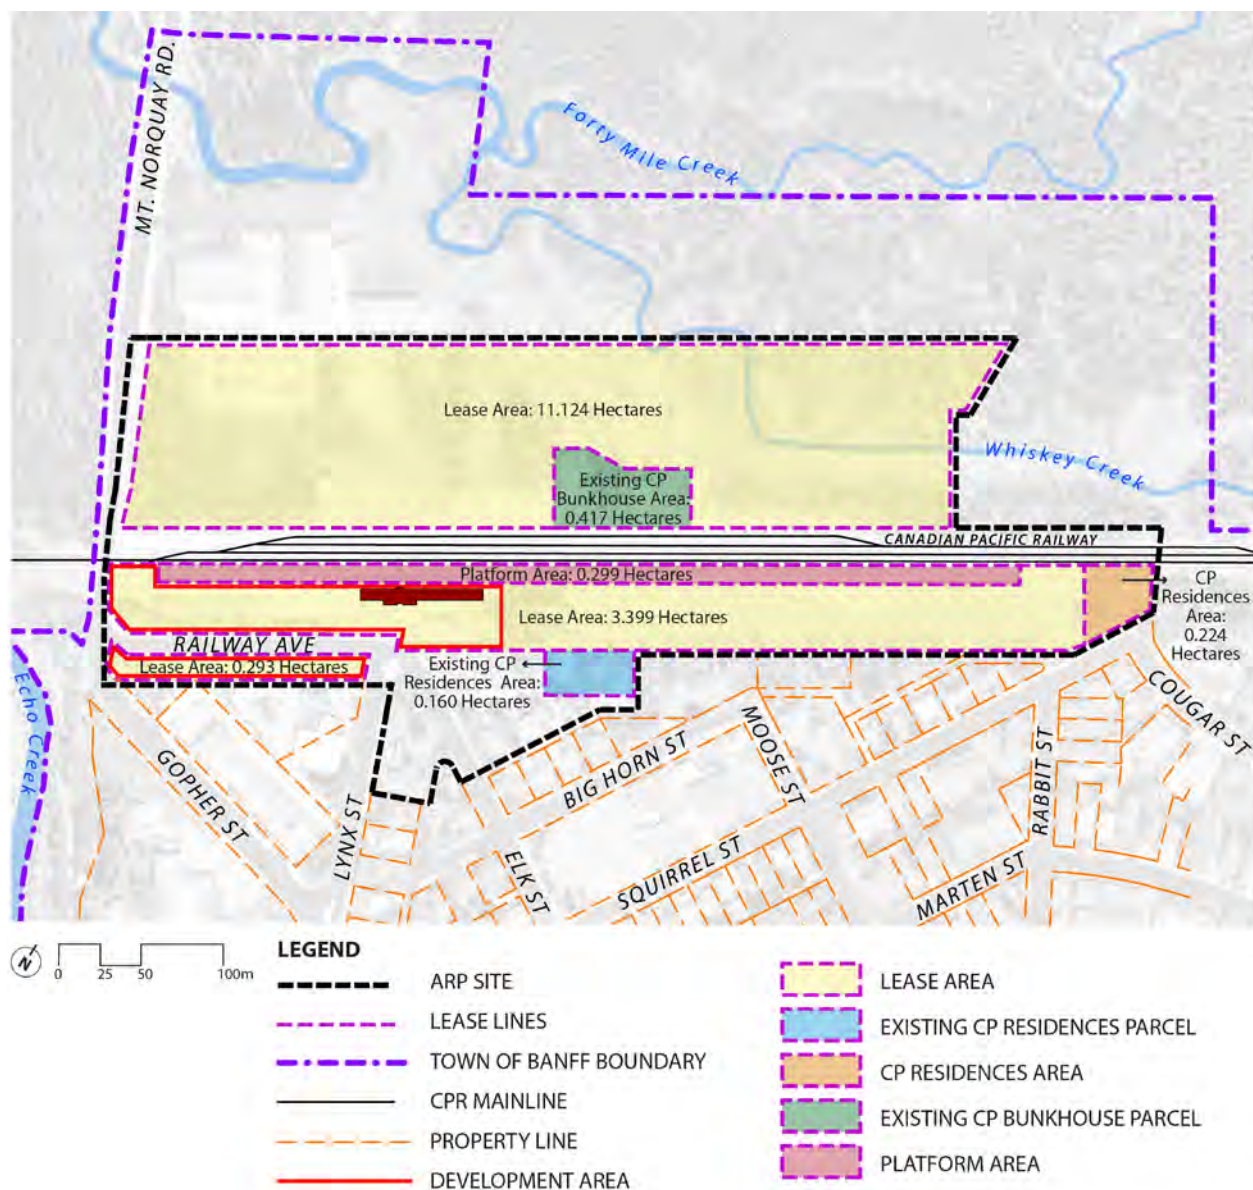 MT. NORQUAY RD.
Forty Mile Creek
Lease Area: 11.124 Hectares
Whiskey Creek
Existing CP
Bunkhouse Area:
0.417 Hectares
CANADIAN PACIFIC RAILWAY
Platform Area: 0.299 Hectares
CP
Residences
Area:
0.224
Hectares
Lease Area: 3.399 Hectares
RAILWAY AVE
Lease Area: 0.293 Hectares
Existing CP
Residences Area:
0.160 Hectares
Echo Creek
GOPHER ST
LYNX ST
ELK ST
BIG HORN ST
MOOSE ST
SQUIRREL ST
MARTEN ST
RABBIT ST
COUGAR ST
N
0 25 50 100m
LEGEND
ARP SITE
LEASE LINES
TOWN OF BANFF BOUNDARY
CPR MAINLINE
PROPERTY LINE
DEVELOPMENT AREA
LEASE AREA
EXISTING CP RESIDENCES PARCEL
CP RESIDENCES AREA
EXISTING CP BUNKHOUSE PARCEL
PLATFORM AREA